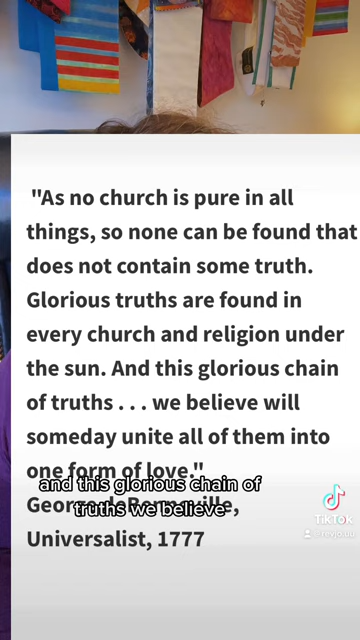 "As no church is pure in all
things, so none can be found that
does not contain some truth.
Glorious truths are found in
every church and religion under
the sun. And this glorious chain
of truths . . . we believe will
someday unite all of them into
one form of love."
and this glorious chain of
George
truths we believe
Universalist, 1777
TikTok